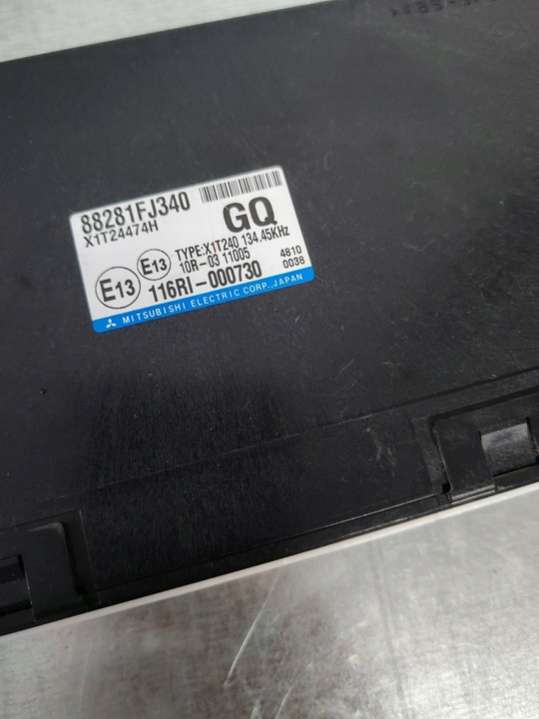 88281FJ340
X1T24474H
GQ
E13
E13
TYPE:X1T240 134.45KHz
10R-03 11005
4810
0038
116RI-000730
MITSUBISHI ELECTRIC CORP.,JAPAN